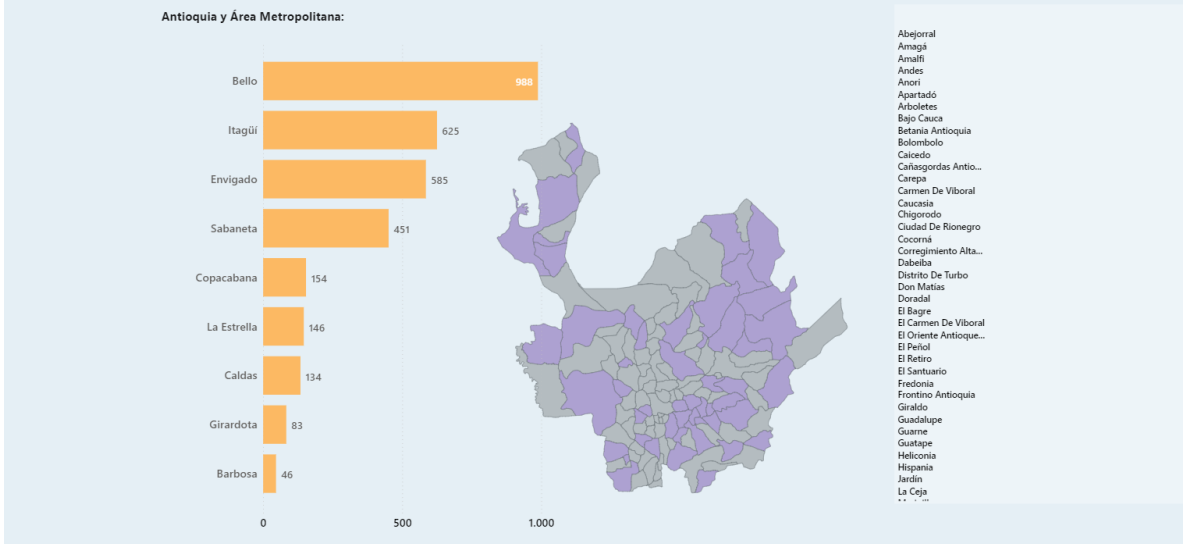 Antioquia y Área Metropolitana:
Bello
988
Itagüí
625
Envigado
585
Sabaneta
451
Copacabana
154
La Estrella
146
Caldas
134
Girardota
83
Barbosa
46
0
500
1.000
Abejorral
Amagá
Amalfi
Andes
Anori
Apartadó
Arboletes
Bajo Cauca
Betania Antioquia
Bolombolo
Caicedo
Cañasgordas Antio...
Carepa
Carmen De Viboral
Caucasia
Chigorodo
Ciudad De Rionegro
Cocorná
Corregimiento Alta...
Dabeiba
Distrito De Turbo
Don Matías
Doradal
El Bagre
El Carmen De Viboral
El Oriente Antioque...
El Peñol
El Retiro
El Santuario
Fredonia
Frontino Antioquia
Giraldo
Guadalupe
Guarne
Guatape
Heliconia
Hispania
Jardín
La Ceja